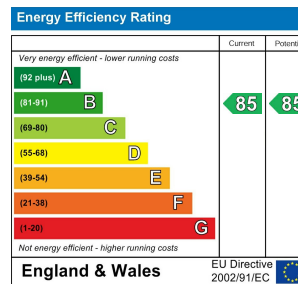 Energy Efficiency Rating
Current Potenti
Very energy efficient - lower running costs
(92 plus) A
(81-91) B 85 85
(69-80) C
(55-68) D
(39-54) E
(21-38) F
(1-20) G
Not energy efficient - higher running costs
England & Wales
EU Directive
2002/91/EC